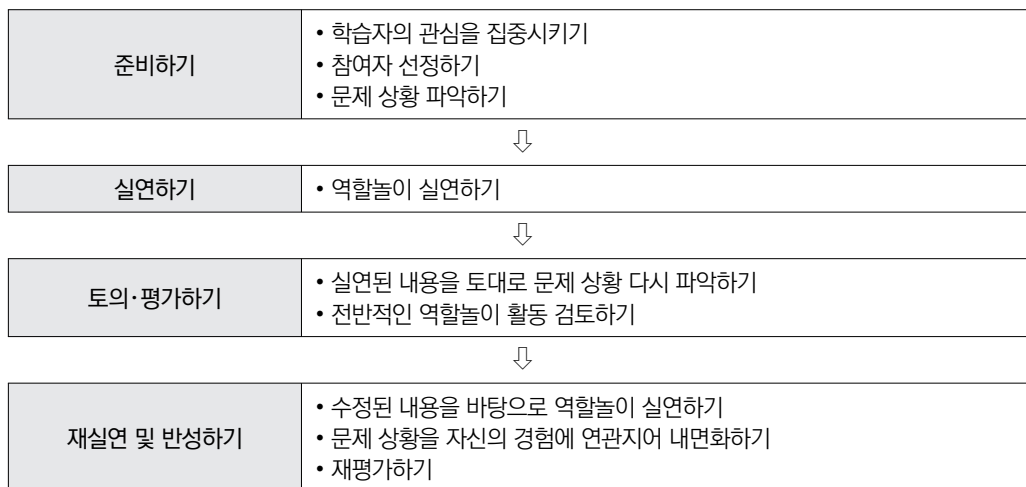 준비하기
• 학습자의 관심을 집중시키기
• 참여자 선정하기
• 문제 상황 파악하기
⇩
실연하기
• 역할놀이 실연하기
⇩
토의·평가하기
• 실연된 내용을 토대로 문제 상황 다시 파악하기
• 전반적인 역할놀이 활동 검토하기
⇩
재실연 및 반성하기
• 수정된 내용을 바탕으로 역할놀이 실연하기
• 문제 상황을 자신의 경험에 연관지어 내면화하기
• 재평가하기